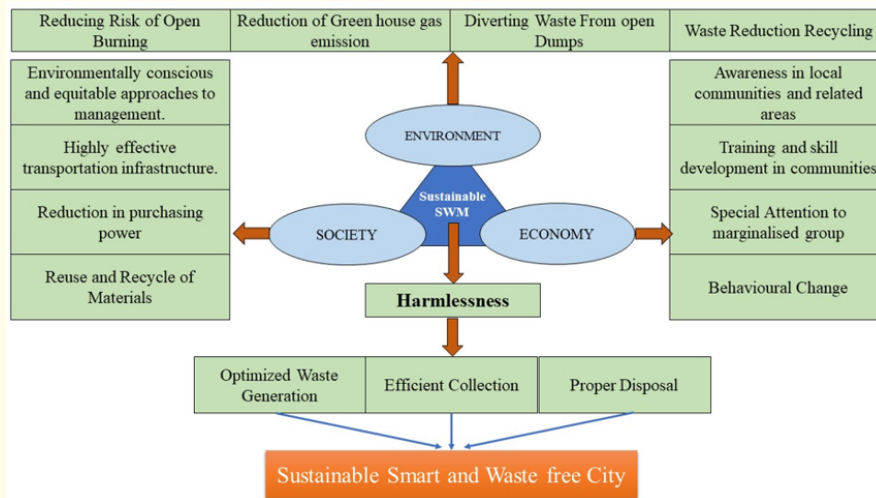 Reducing Risk of Open
Burning
Reduction of Green house gas
emission
Diverting Waste From open
Dumps
Waste Reduction Recycling
Environmentally conscious
and equitable approaches to
management.
Highly effective
transportation infrastructure.
Reduction in purchasing
power
Reuse and Recycle of
Materials
ENVIRONMENT
Sustainable
SWM
SOCIETY
ECONOMY
Awareness in local
communities and related
areas
Training and skill
development in communities
Special Attention to
marginalised group
Behavioural Change
Harmlessness
Optimized Waste
Generation
Efficient Collection
Proper Disposal
Sustainable Smart and Waste free City